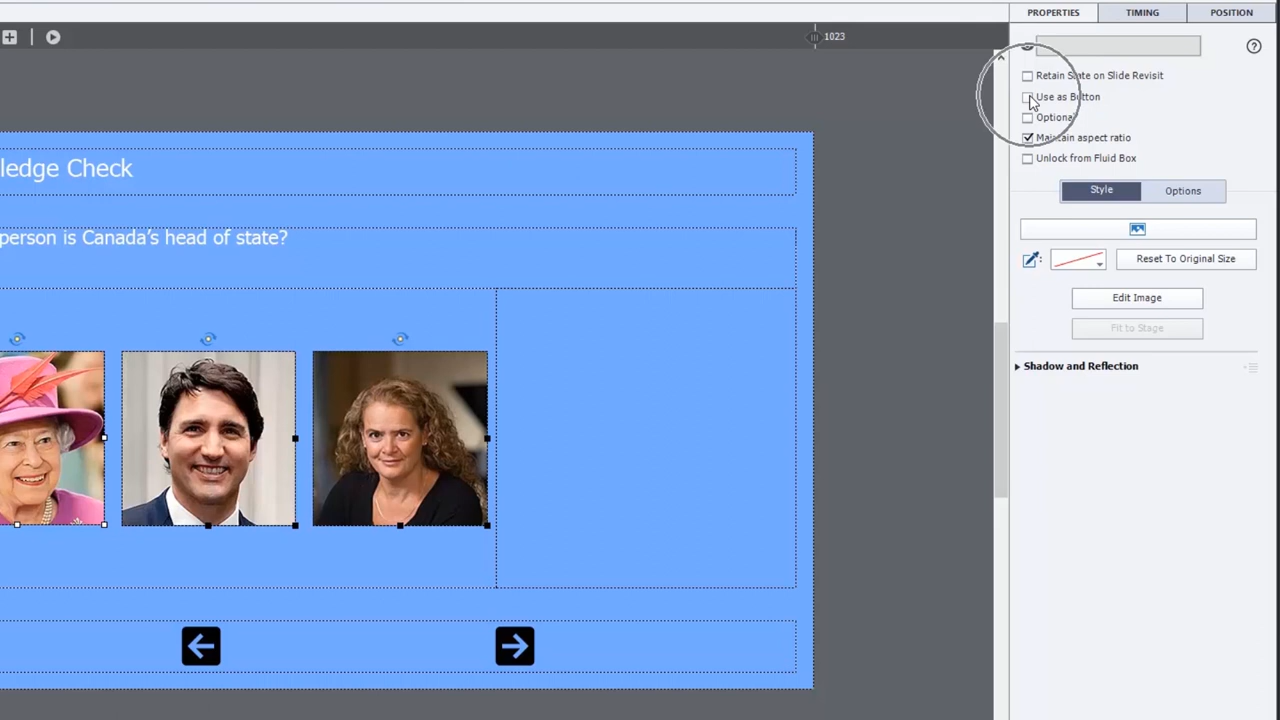 PROPERTIES TIMING POSITION
1023
Retain State on Slide Revisit
Use as Button
Optional
Maintain aspect ratio
Unlock from Fluid Box
Style Options
Reset To Original Size
Edit Image
Fit to Stage
Shadow and Reflection
ledge Check
person is Canada's head of state?